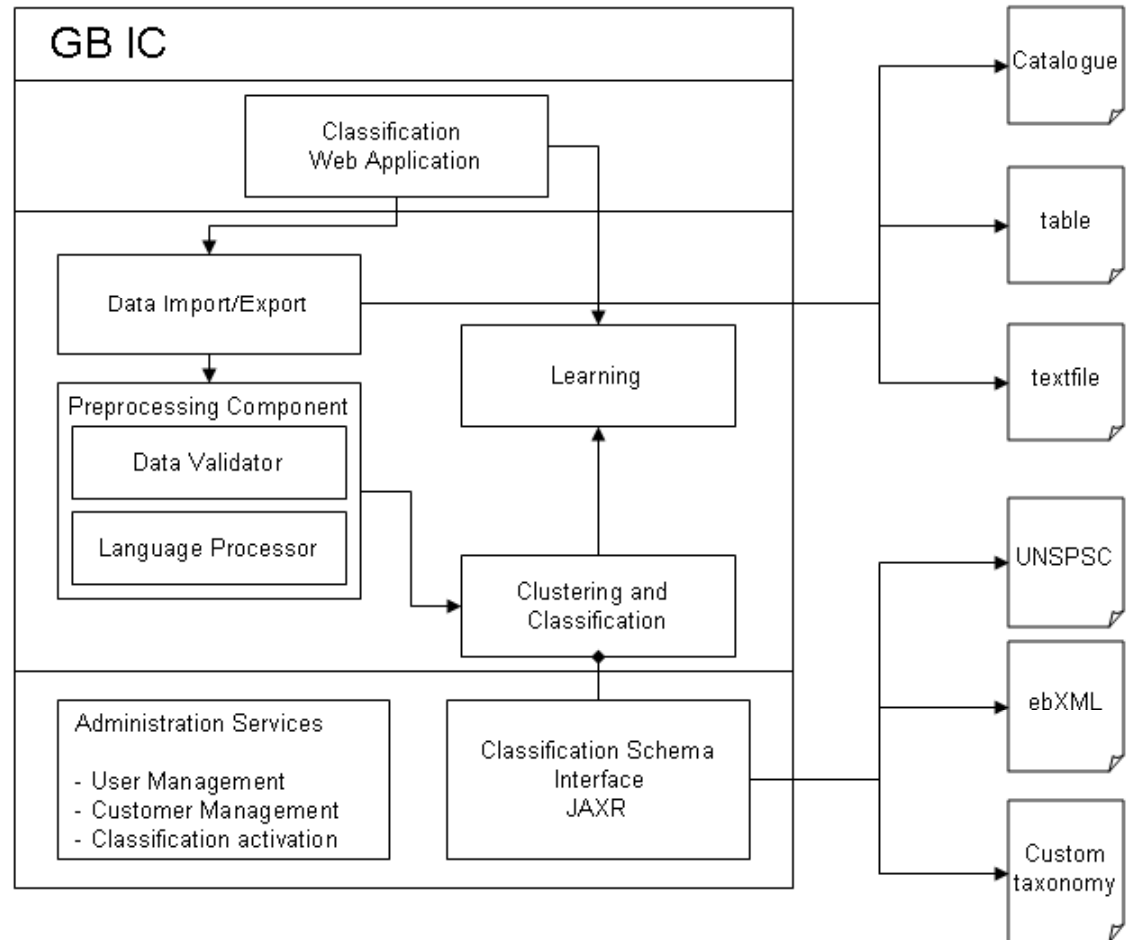 GB IC
Classification
Web Application
Data Import/Export
Learning
Preprocessing Component
Data Validator
Language Processor
Clustering and
Classification
Administration Services
- User Management
- Customer Management
- Classification activation
Classification Schema
Interface
JAXR
Catalogue
table
textfile
UNSPSC
ebXML
Custom
taxonomy